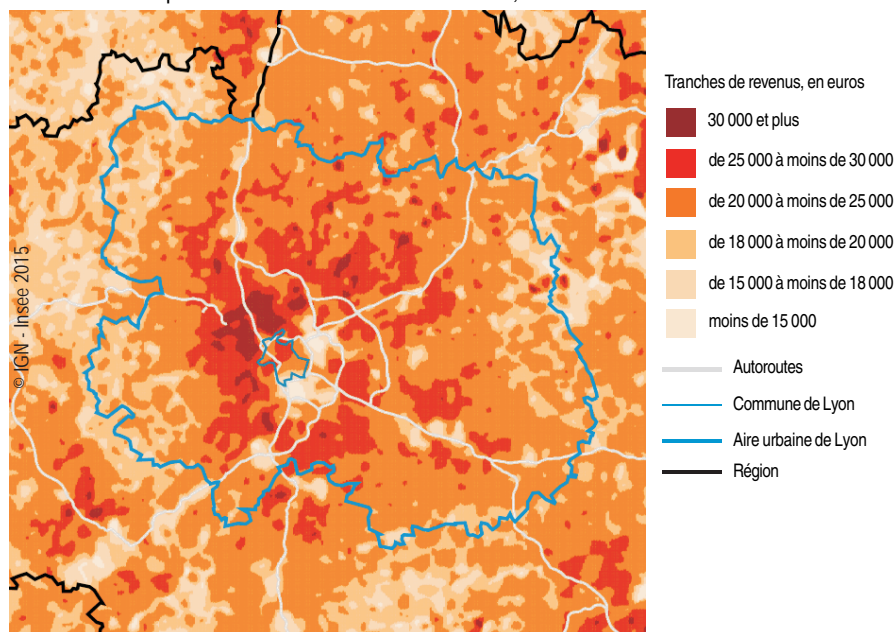 Tranches de revenus, en euros
30 000 et plus
de 25 000 à moins de 30 000
de 20 000 à moins de 25 000
de 18 000 à moins de 20 000
de 15 000 à moins de 18 000
moins de 15 000
Autoroutes
Commune de Lyon
Aire urbaine de Lyon
Région
© IGN - Insee 2015